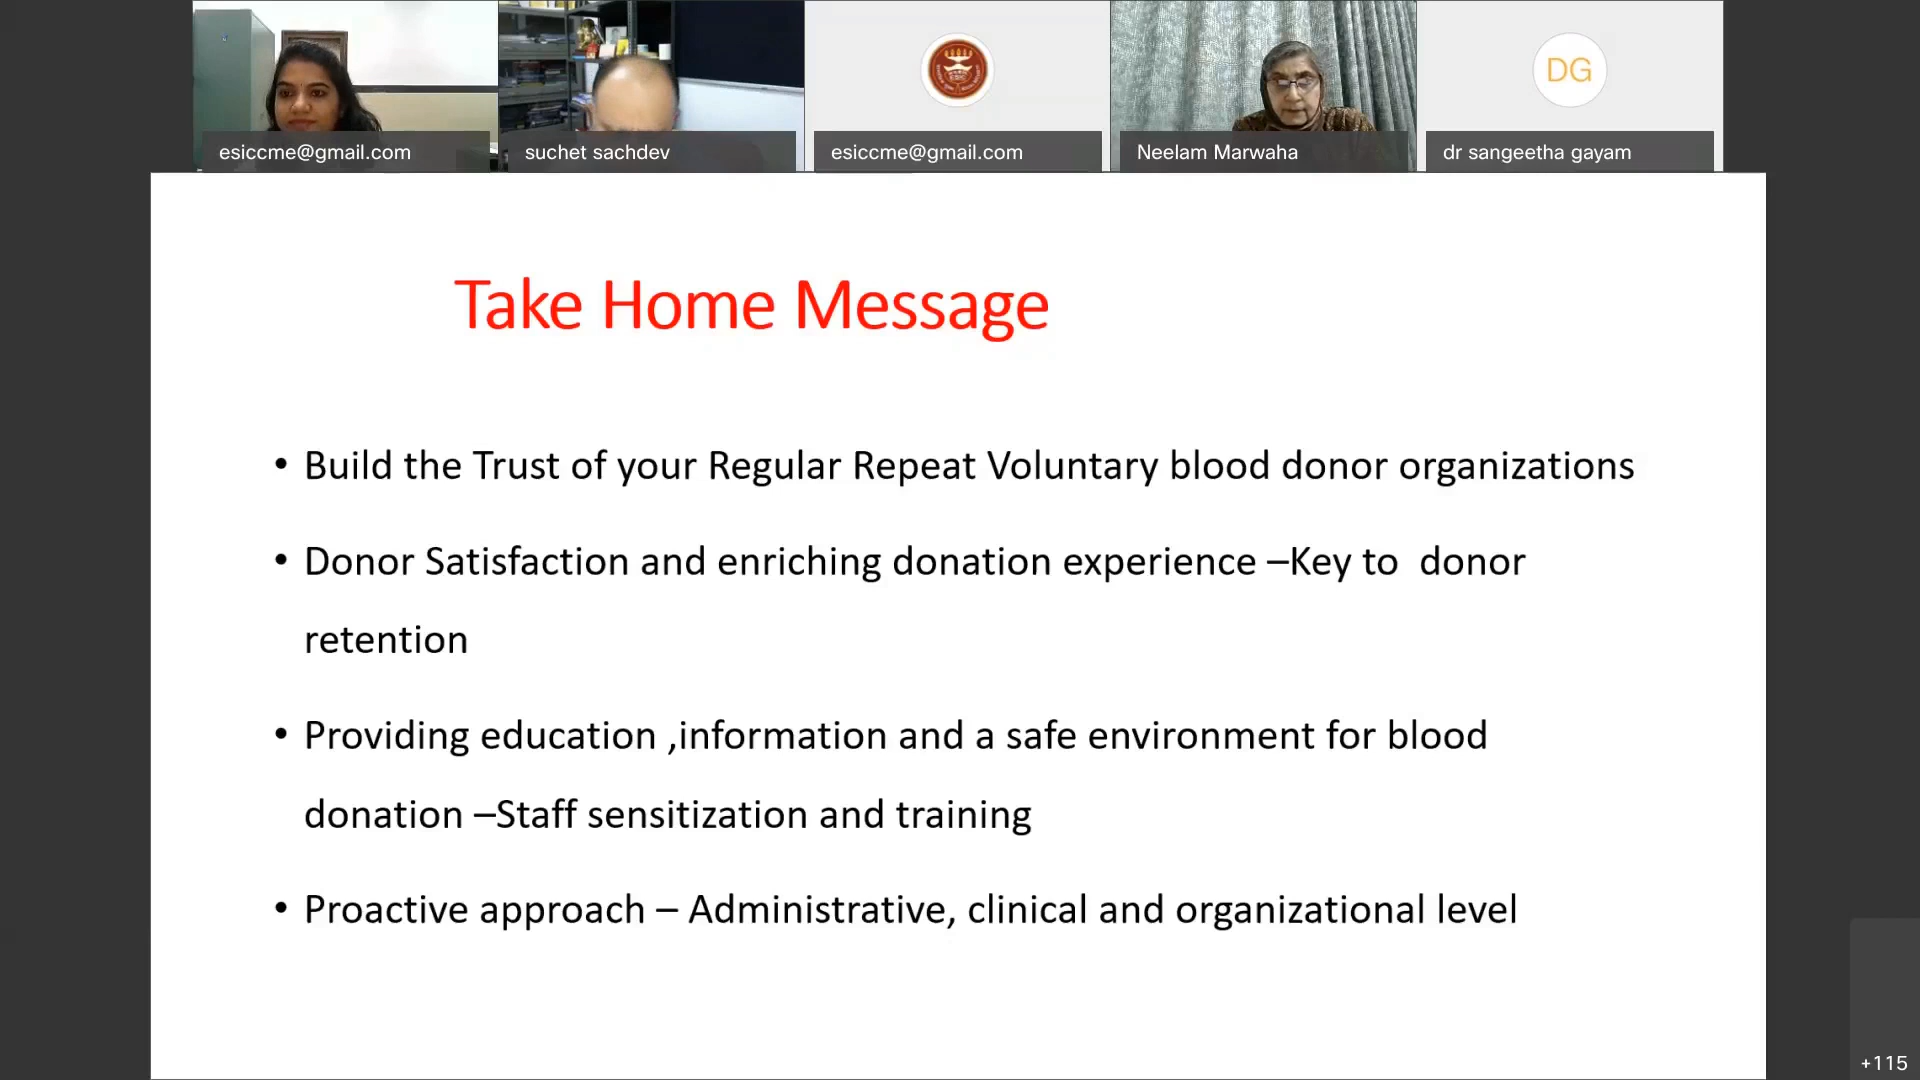 esiccme@gmail.com
suchet sachdev
esiccme@gmail.com
Neelam Marwaha
DG
dr sangeetha gayam
Take Home Message
• Build the Trust of your Regular Repeat Voluntary blood donor organizations
• Donor Satisfaction and enriching donation experience –Key to donor
retention
• Providing education ,information and a safe environment for blood
donation –Staff sensitization and training
• Proactive approach – Administrative, clinical and organizational level
+115